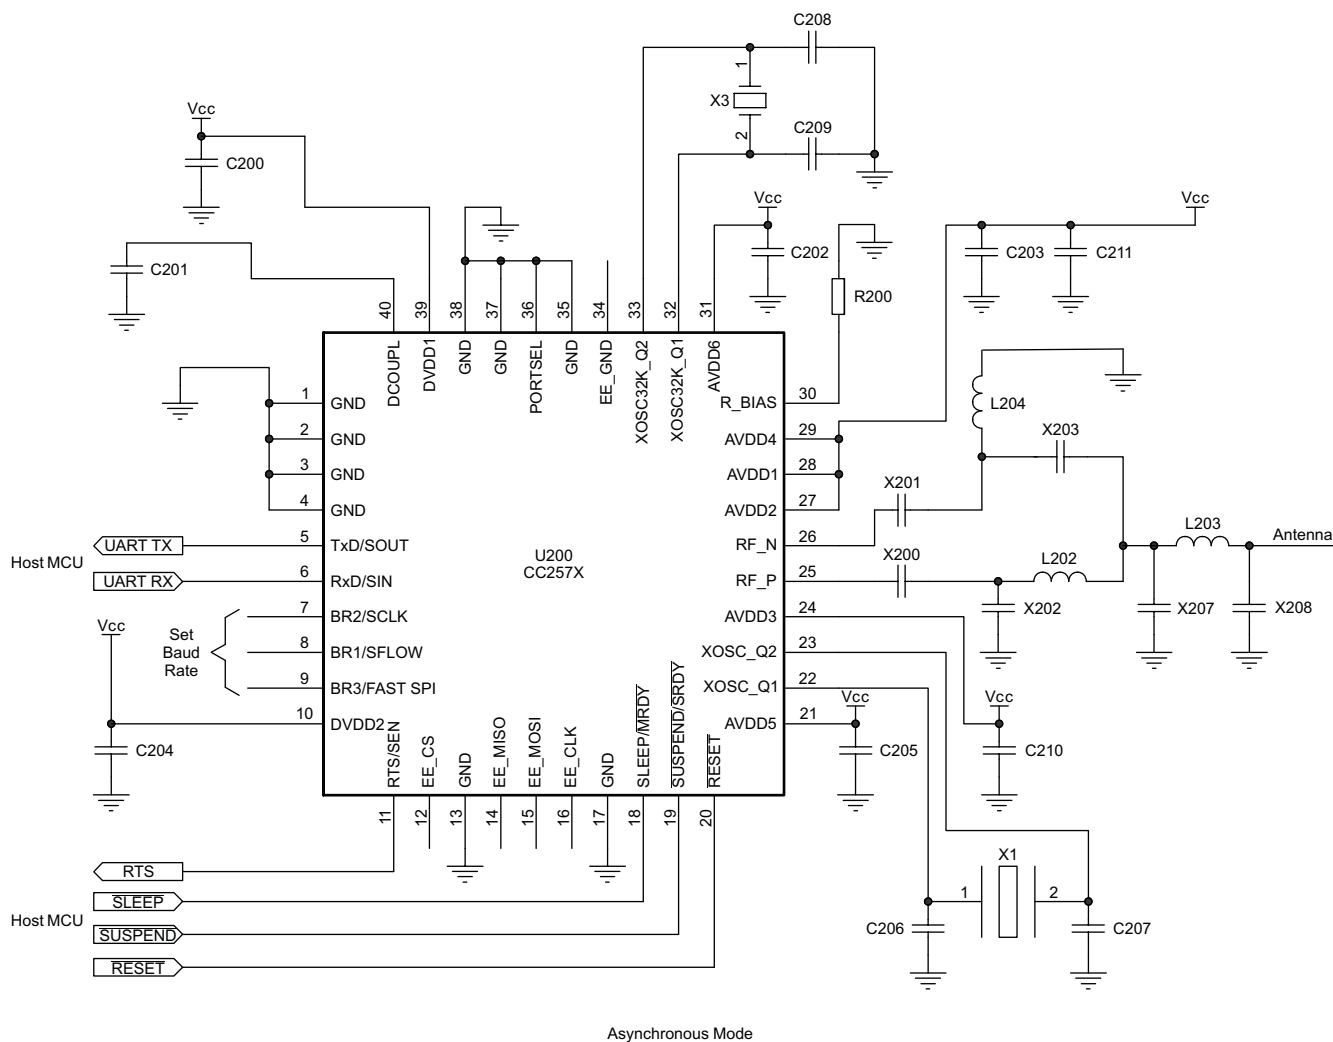 C208
1
X3
2
C209
Vcc
C200
C201
Vcc
C202
R200
Vcc
C203
C211
40
39
38
37
36
35
34
33
32
31
DCOUPL
DVDD1
GND
GND
PORTSEL
GND
EE_GND
XOSC32K_Q2
XOSC32K_Q1
AVDD6
1
GND
2
GND
3
GND
4
GND
5
TxD/SOUT
6
RxD/SIN
7
BR2/SCLK
8
BR1/SFLOW
9
BR3/FAST SPI
10
DVDD2
Host MCU
UART TX
UART RX
Set
Baud
Rate
Vcc
C204
U200
CC257X
R_BIAS
30
AVDD4
29
AVDD1
28
AVDD2
27
RF_N
26
RF_P
25
AVDD3
24
XOSC_Q2
23
XOSC_Q1
22
AVDD5
21
L204
X203
X201
X200
L202
L203
Antenna
X202
X207
X208
Vcc
C205
Vcc
C210
RTS/SEN
EE_CS
GND
EE_MISO
EE_MOSI
EE_CLK
GND
SLEEP/MRDY
SUSPEND/SRDY
RESET
11
12
13
14
15
16
17
18
19
20
Host MCU
RTS
SLEEP
SUSPEND
RESET
X1
1
2
C206
C207
Asynchronous Mode